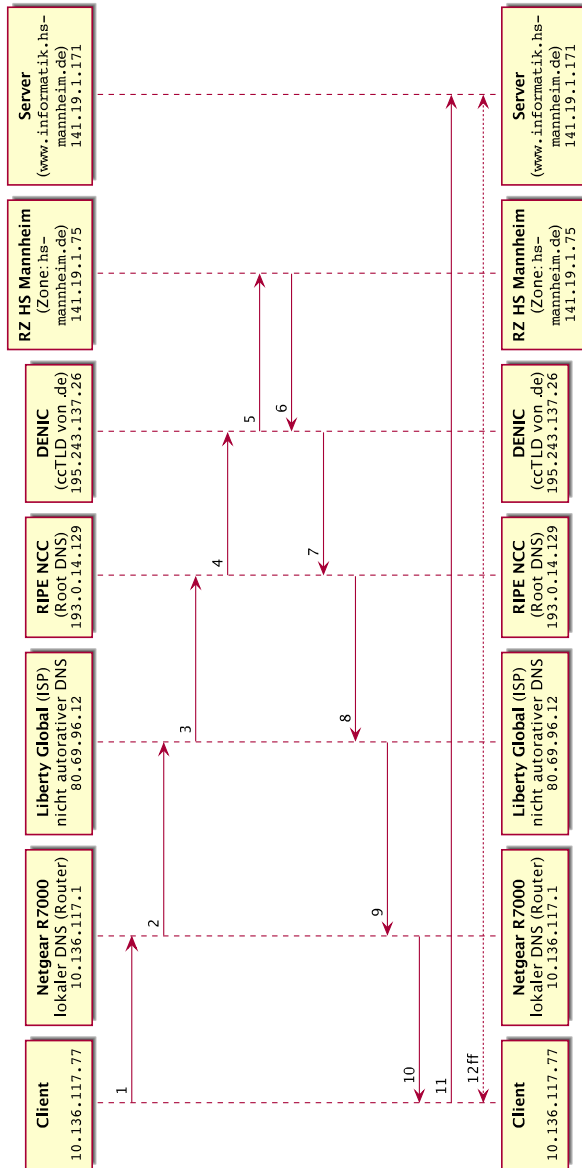 Client
10.136.117.77
Netgear R7000
lokaler DNS (Router)
10.136.117.1
Liberty Global (ISP)
nicht autorativer DNS
80.69.96.12
RIPE NCC
(Root DNS)
193.0.14.129
DENIC
(ccTLD von .de)
195.243.137.26
RZ HS Mannheim
(Zone: hs-
mannheim.de)
141.19.1.75
Server
(www.informatik.hs-
mannheim.de)
141.19.1.171
1
2
3
4
5
6
7
8
9
10
11
12ff
Client
10.136.117.77
Netgear R7000
lokaler DNS (Router)
10.136.117.1
Liberty Global (ISP)
nicht autorativer DNS
80.69.96.12
RIPE NCC
(Root DNS)
193.0.14.129
DENIC
(ccTLD von .de)
195.243.137.26
RZ HS Mannheim
(Zone: hs-
mannheim.de)
141.19.1.75
Server
(www.informatik.hs-
mannheim.de)
141.19.1.171